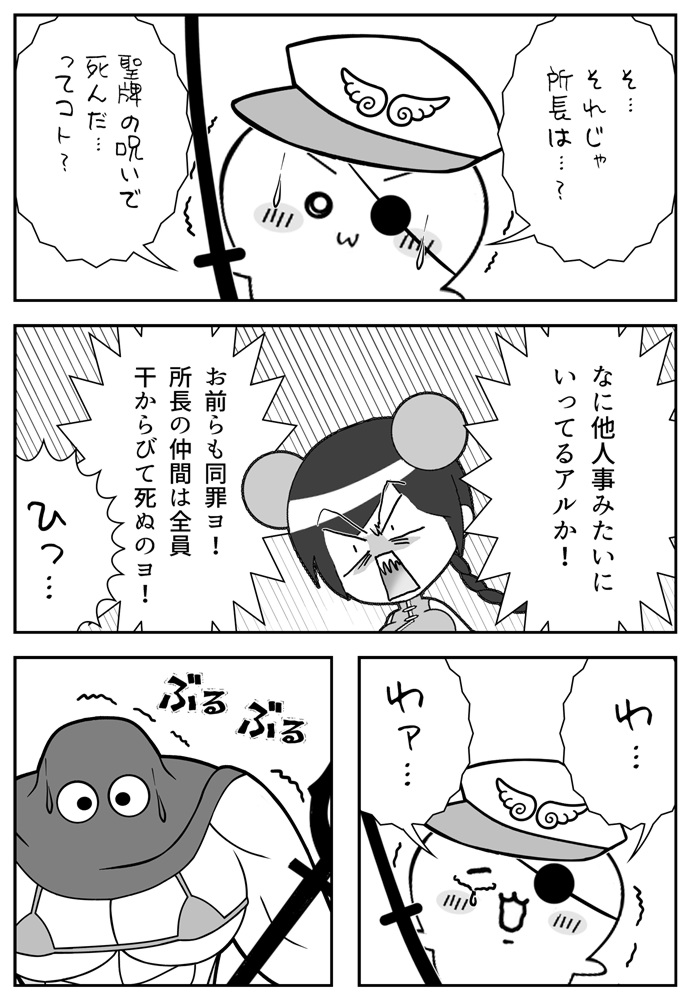 そ…
それじゃ
所長は…?
聖牌の呪いで
死んだ…
ってコト?
なに他人事みたいに
いってるアルか!
お前らも同罪ヨ!
所長の仲間は全員
干からびて死ぬのョ!
ひっ…
わ…
わァ…
ぶる
ぶる